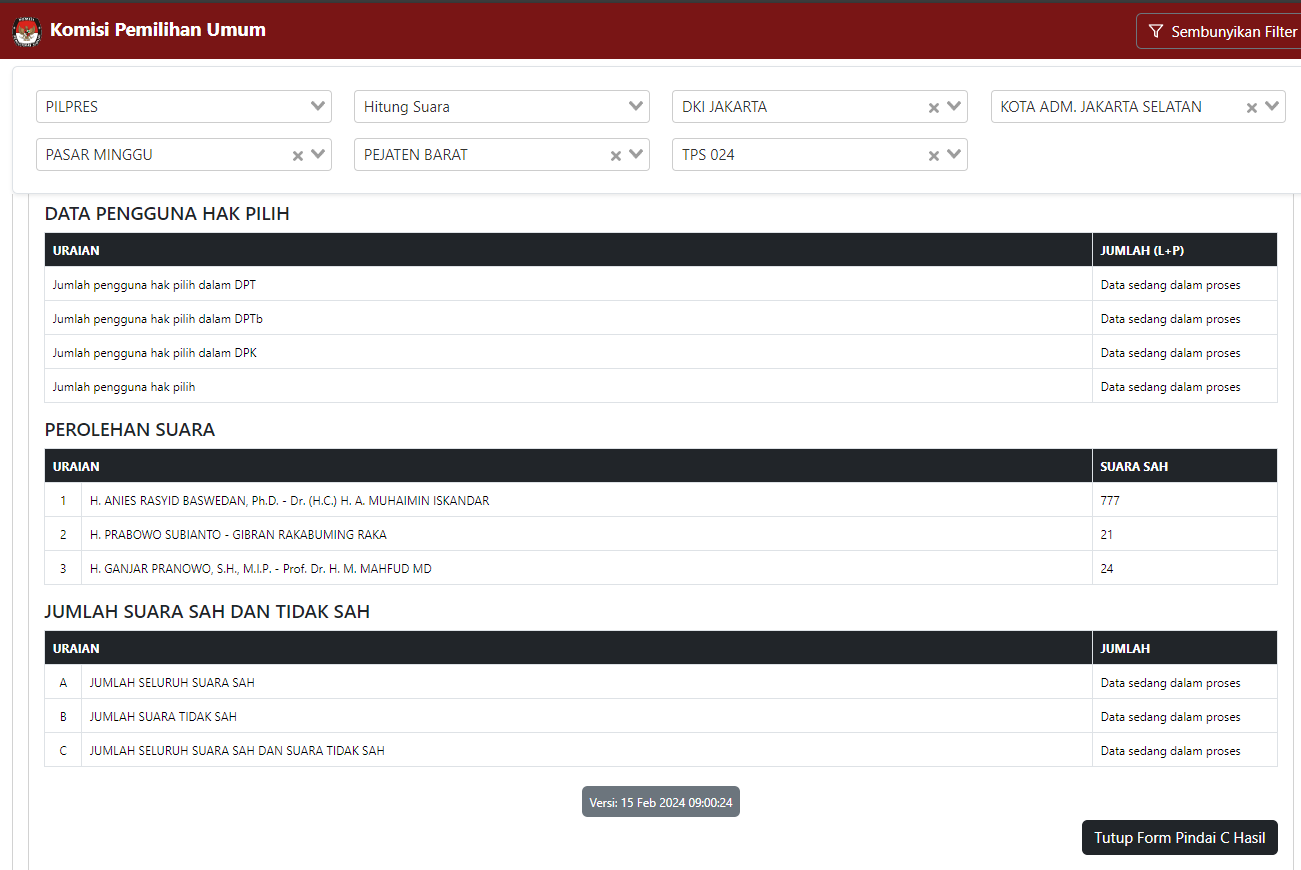 Komisi Pemilihan Umum
Sembunyikan Filter
PILPRES
Hitung Suara
DKI JAKARTA
KOTA ADM. JAKARTA SELATAN
PASAR MINGGU
PEJATEN BARAT
TPS 024
DATA PENGGUNA HAK PILIH
URAIAN JUMLAH (L+P)
Jumlah pengguna hak pilih dalam DPT Data sedang dalam proses
Jumlah pengguna hak pilih dalam DPTb Data sedang dalam proses
Jumlah pengguna hak pilih dalam DPK Data sedang dalam proses
Jumlah pengguna hak pilih Data sedang dalam proses
PEROLEHAN SUARA
URAIAN SUARA SAH
1 H. ANIES RASYID BASWEDAN, Ph.D. - Dr. (H.C.) H. A. MUHAIMIN ISKANDAR 777
2 H. PRABOWO SUBIANTO - GIBRAN RAKABUMING RAKA 21
3 H. GANJAR PRANOWO, S.H., M.I.P. - Prof. Dr. H. M. MAHFUD MD 24
JUMLAH SUARA SAH DAN TIDAK SAH
URAIAN JUMLAH
A JUMLAH SELURUH SUARA SAH Data sedang dalam proses
B JUMLAH SUARA TIDAK SAH Data sedang dalam proses
C JUMLAH SELURUH SUARA SAH DAN SUARA TIDAK SAH Data sedang dalam proses
Versi: 15 Feb 2024 09:00:24
Tutup Form Pindai C Hasil